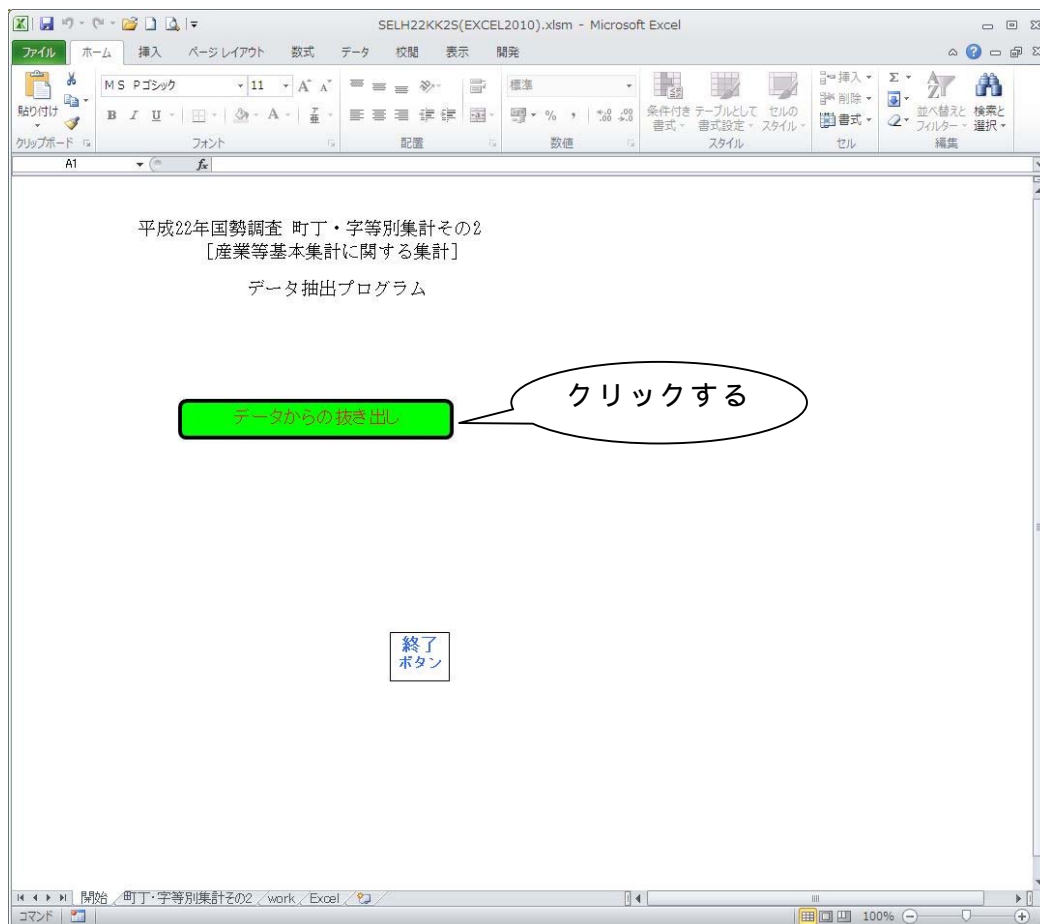 SELH22KK2S(EXCEL2010).xlsm - Microsoft Excel
ファイル ホーム 挿入 ページ レイアウト 数式 データ 校閲 表示 開発
ＭＳ Ｐゴシック 11 標準
貼り付け
B I U A % ,
条件付き書式 テーブルとして書式設定 セルのスタイル
挿入 削除 書式
並べ替えとフィルター 検索と選択
クリップボード フォント 配置 数値 スタイル セル 編集
A1 fx
平成22年国勢調査 町丁・字等別集計その2
［産業等基本集計に関する集計］
データ抽出プログラム
データからの抜き出し
クリックする
終了
ボタン
開始 町丁・字等別集計その2 work Excel
コマンド 100%